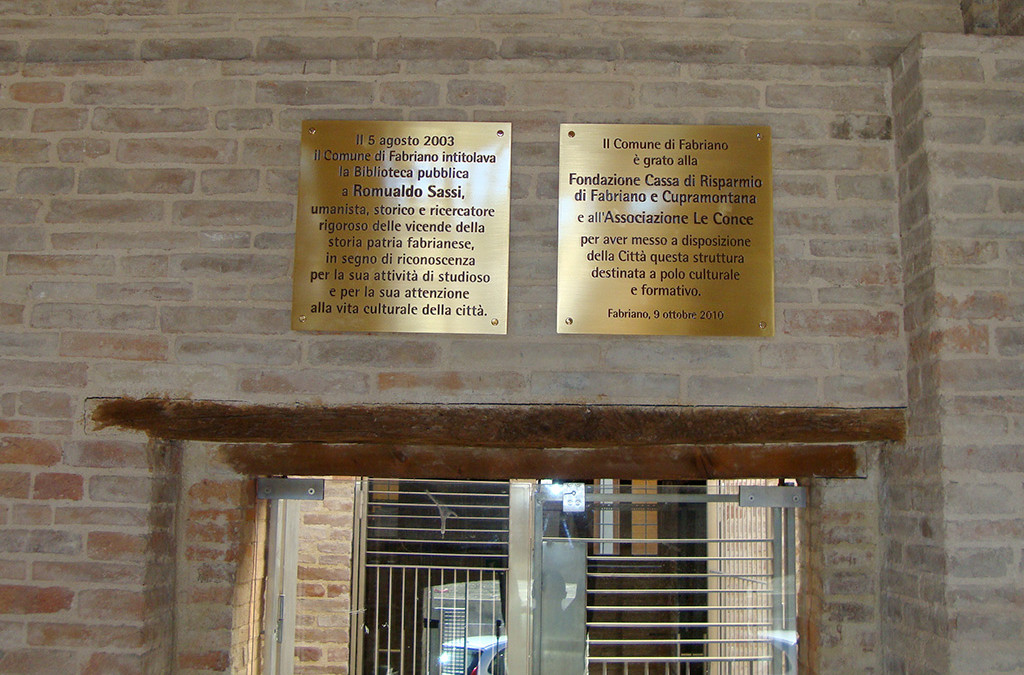 Il 5 agosto 2003
il Comune di Fabriano intitolava
la Biblioteca pubblica
a Romualdo Sassi,
umanista, storico e ricercatore
rigoroso delle vicende della
storia patria fabrianese,
in segno di riconoscenza
per la sua attività di studioso
e per la sua attenzione
alla vita culturale della città.
Il Comune di Fabriano
è grato alla
Fondazione Cassa di Risparmio
di Fabriano e Cupramontana
e all'Associazione Le Conce
per aver messo a disposizione
della Città questa struttura
destinata a polo culturale
e formativo.
Fabriano, 9 ottobre 2010